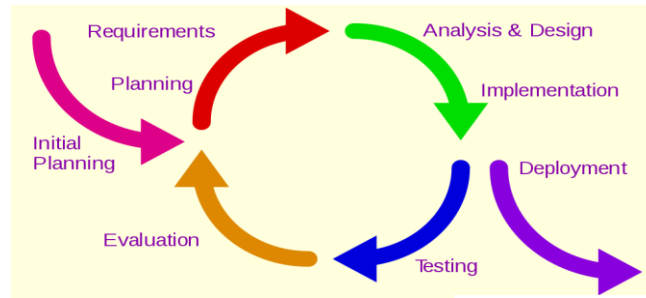 Requirements
Analysis & Design
Planning
Implementation
Initial
Planning
Deployment
Evaluation
Testing